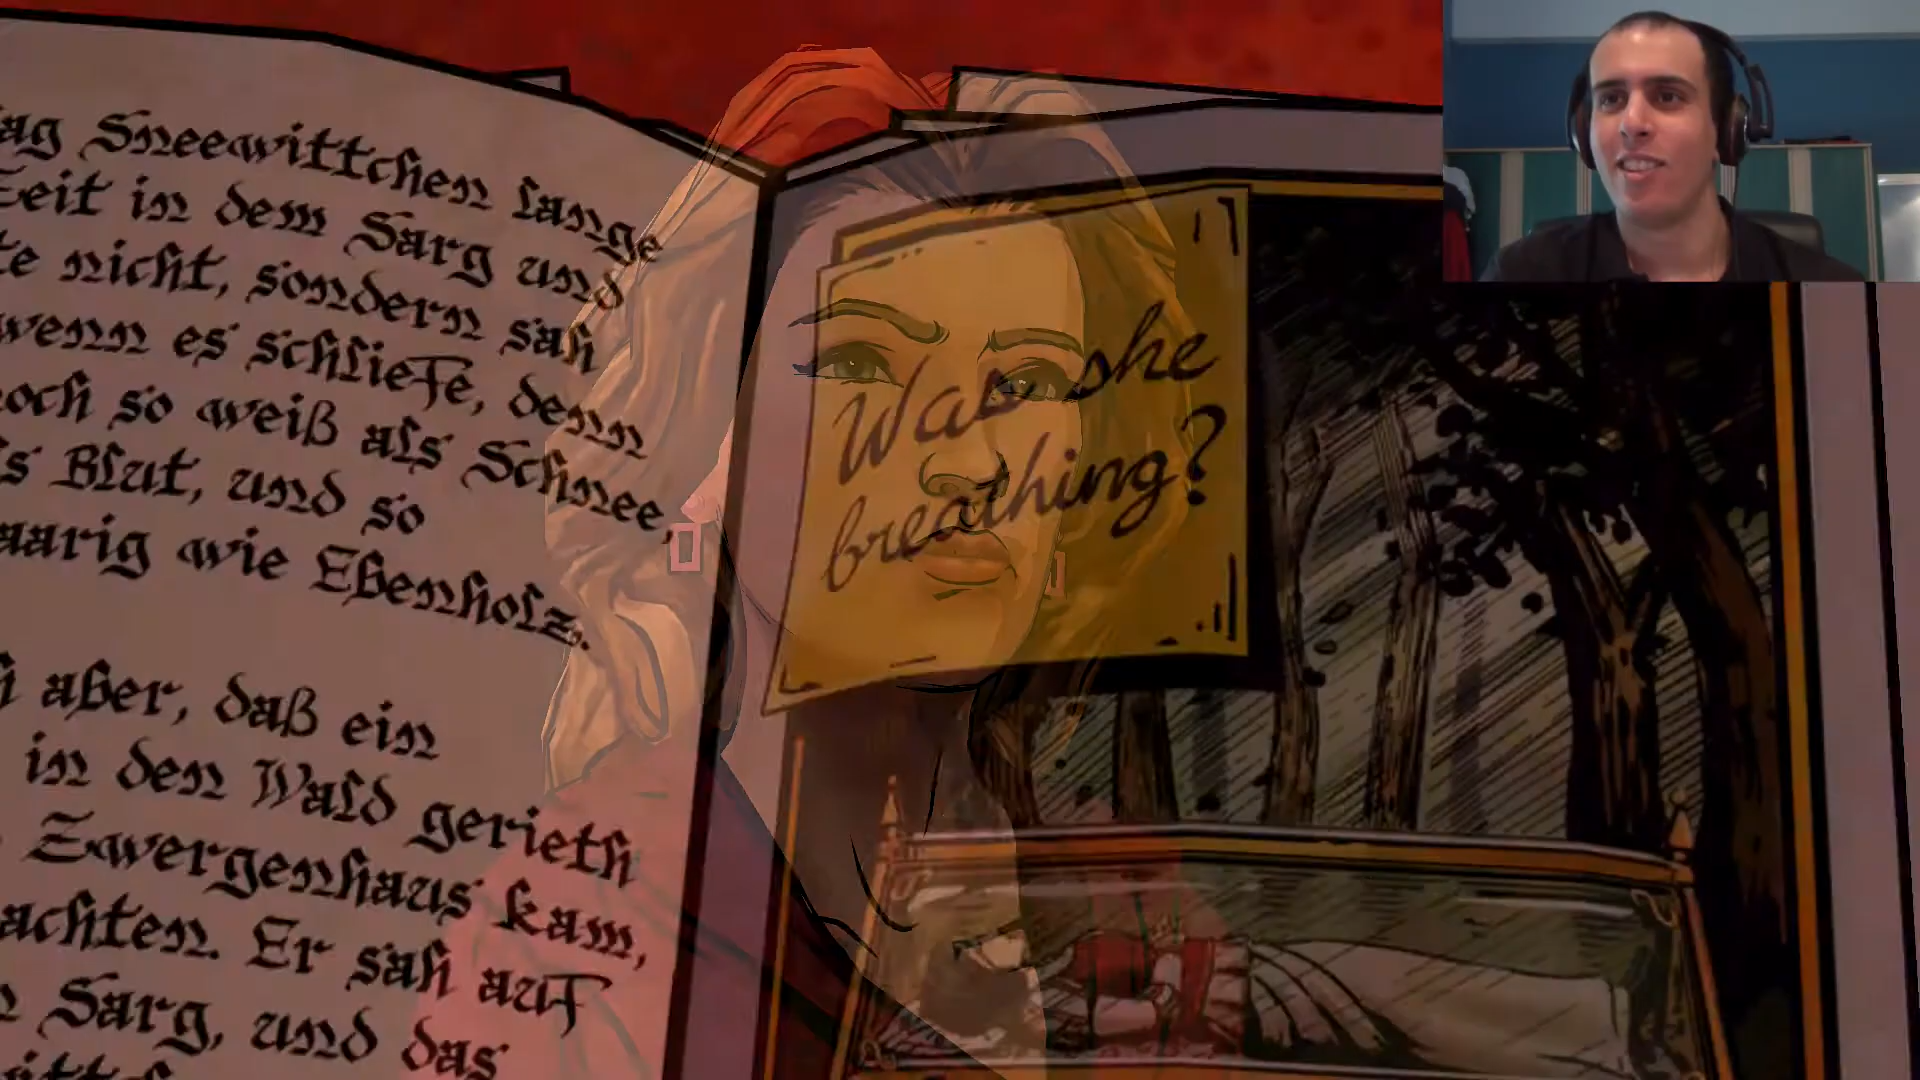 ag Sneewittchen lange
Zeit in dem Sarg und
te nicht, sondern sah
wenn es schliefe, denn
noch so weiß als Schnee,
ls Blut, und so
aarig wie Ebenholz.
h aber, daß ein
in den Wald gerieth
Zwergenhaus kam,
achten. Er sah auf
n Sarg, und das
Was she
breathing?